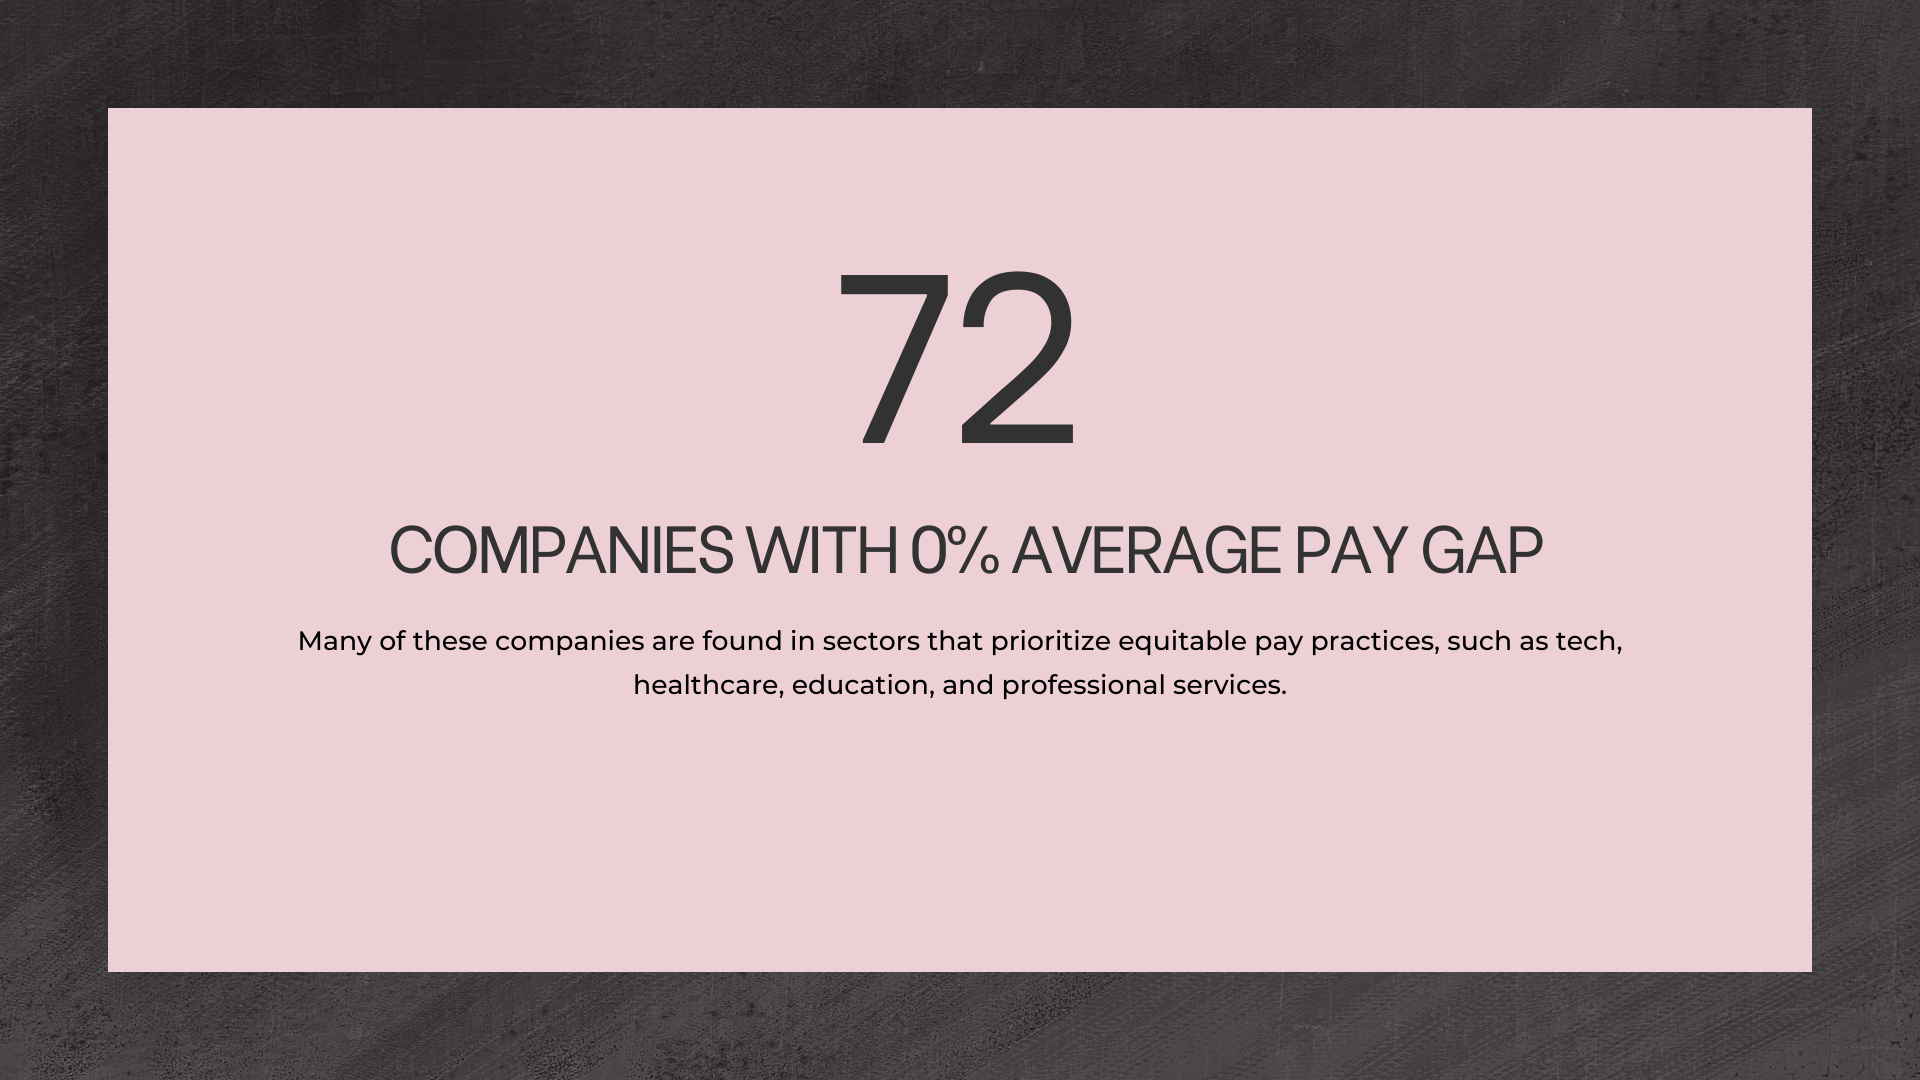 72
COMPANIES WITH 0% AVERAGE PAY GAP
Many of these companies are found in sectors that prioritize equitable pay practices, such as tech,
healthcare, education, and professional services.